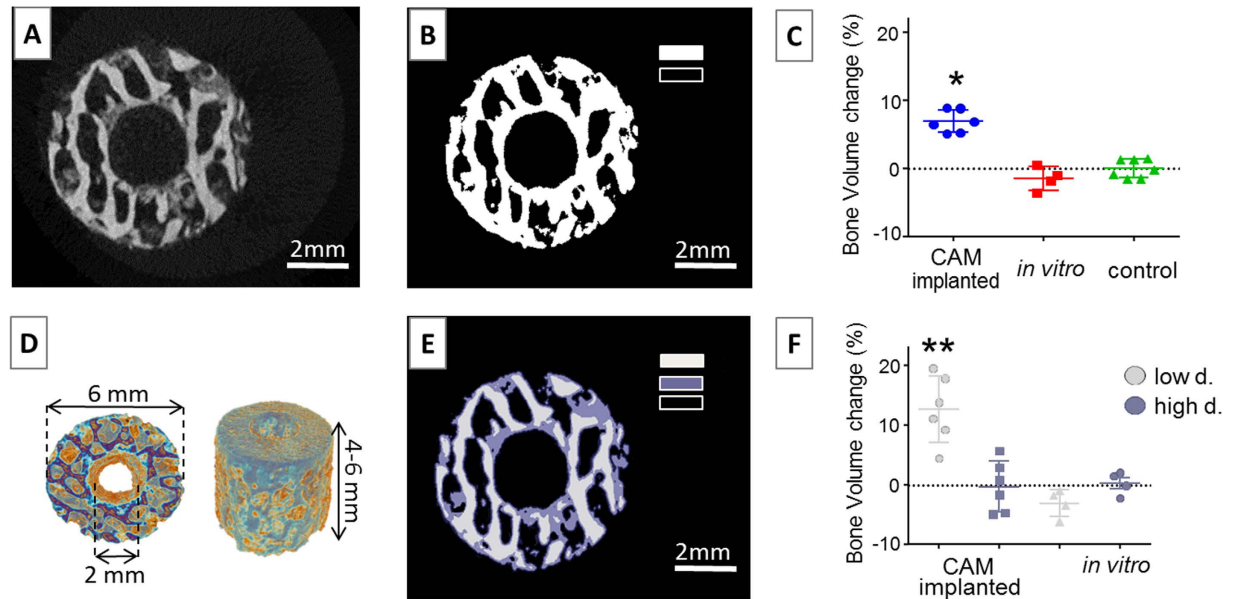 A
2mm
B
2mm
C
Bone Volume change (%)
20
10
0
-10
*
CAM
implanted
in vitro
control
D
6 mm
4-6 mm
2 mm
E
2mm
F
Bone Volume change (%)
20
10
0
-10
**
low d.
high d.
CAM
implanted
in vitro